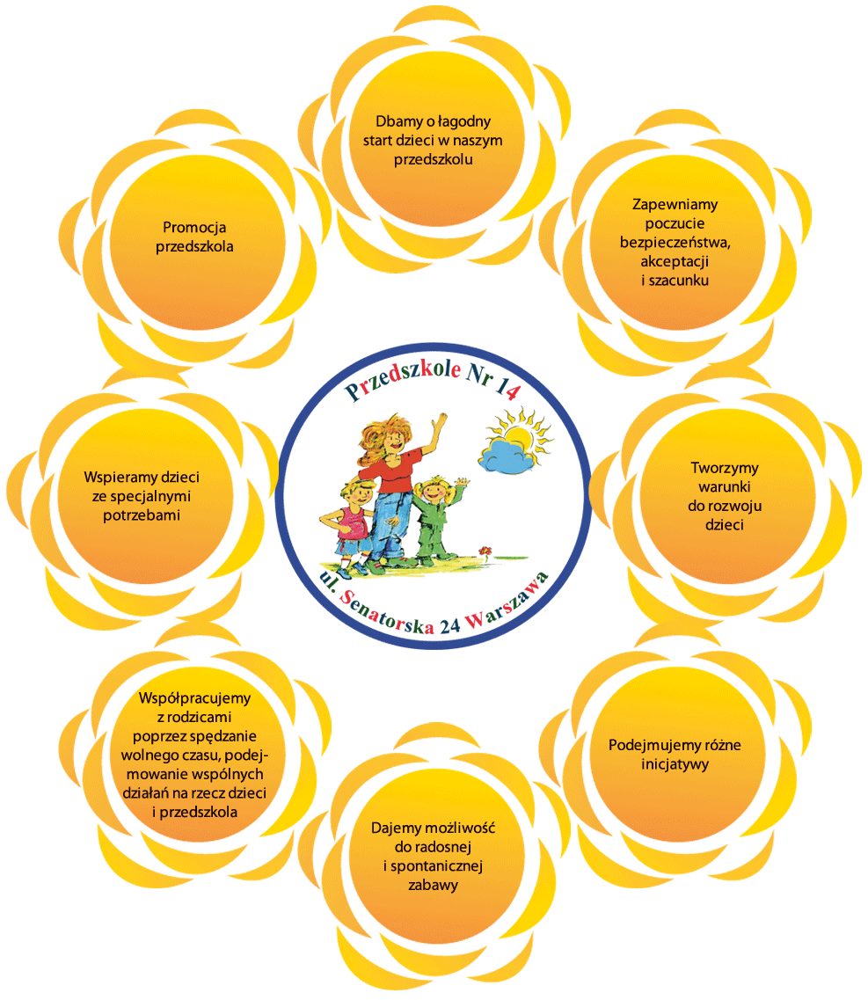 Dbamy o łagodny
start dzieci w naszym
przedszkolu
Zapewniamy
poczucie
bezpieczeństwa,
akceptacji
i szacunku
Tworzymy
warunki
do rozwoju
dzieci
Podejmujemy różne
inicjatywy
Dajemy możliwość
do radosnej
i spontanicznej
zabawy
Współpracujemy
z rodzicami
poprzez spędzanie
wolnego czasu, podej-
mowanie wspólnych
działań na rzecz dzieci
i przedszkola
Wspieramy dzieci
ze specjalnymi
potrzebami
Promocja
przedszkola
Przedszkole Nr 14
ul. Senatorska 24 Warszawa